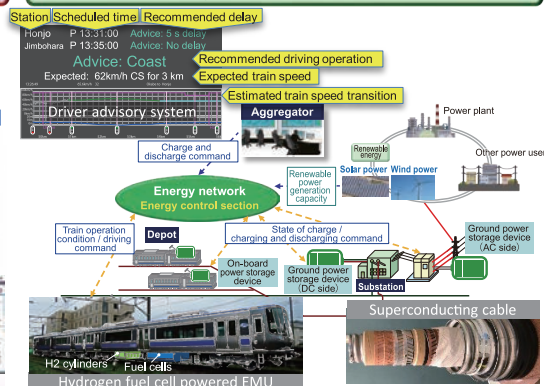 Station Scheduled time Recommended delay
Honjo P 13:31:00 Advice: 5 s delay
Jimbohara P 13:35:00 Advice: No delay
Advice: Coast
Recommended driving operation
Expected: 62km/h CS for 3 km
Expected train speed
Estimated train speed transition
Driver advisory system
Aggregator
Power plant
Charge and
discharge command
Renewable
energy
Other power user
Solar power
Wind power
Renewable
power
generation
capacity
Energy network
Energy control section
Train operation
condition / driving
command
Depot
State of charge /
charging and discharging command
Ground power
storage device
(AC side)
On-board
power storage
device
Ground power
storage device
(DC side)
Substation
Superconducting cable
H2 cylinders
Fuel cells
Hydrogen fuel cell powered EMU